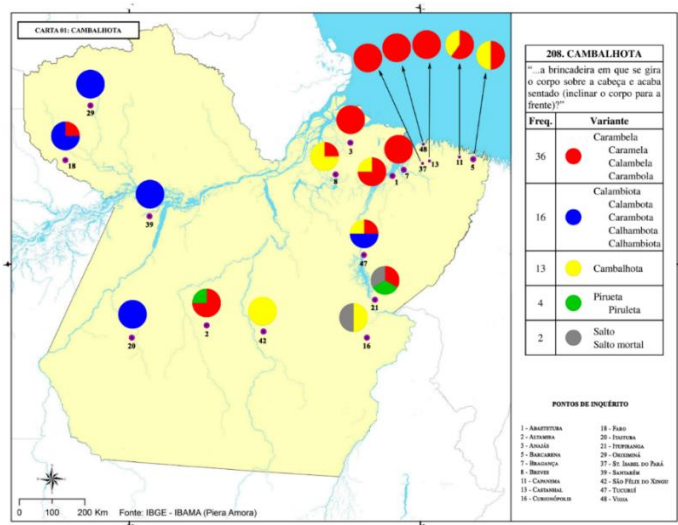 CARTA 01: CAMBALHOTA
29
18
39
20
2
42
16
21
47
8
3
1
7
37
48
13
11
5
0 100 200 Km
Fonte: IBGE - IBAMA (Piera Amora)
208. CAMBALHOTA
“...a brincadeira em que se gira
o corpo sobre a cabeça e acaba
sentado (inclinar o corpo para a
frente)?”
Freq. Variante
36 Carambela
Caramela
Calambela
Carambola
16 Calambiota
Calambota
Carambota
Calhambota
Calhambiota
13 Cambalhota
4 Pirueta
Piruleta
2 Salto
Salto mortal
PONTOS DE INQUÉRITO
1 - ABAETETUBA
2 - ALTAMIRA
3 - ANAJÁS
5 - BARCARENA
7 - BRAGANÇA
8 - BREVES
11 - CAPANEMA
13 - CASTANHAL
16 - CURIONÓPOLIS
18 - FARO
20 - ITAITUBA
21 - ITUPIRANGA
29 - ORIXIMINÁ
37 - ST. ISABEL DO PARÁ
39 - SANTARÉM
42 - SÃO FÉLIX DO XINGU
47 - TUCURUÍ
48 - VIGIA